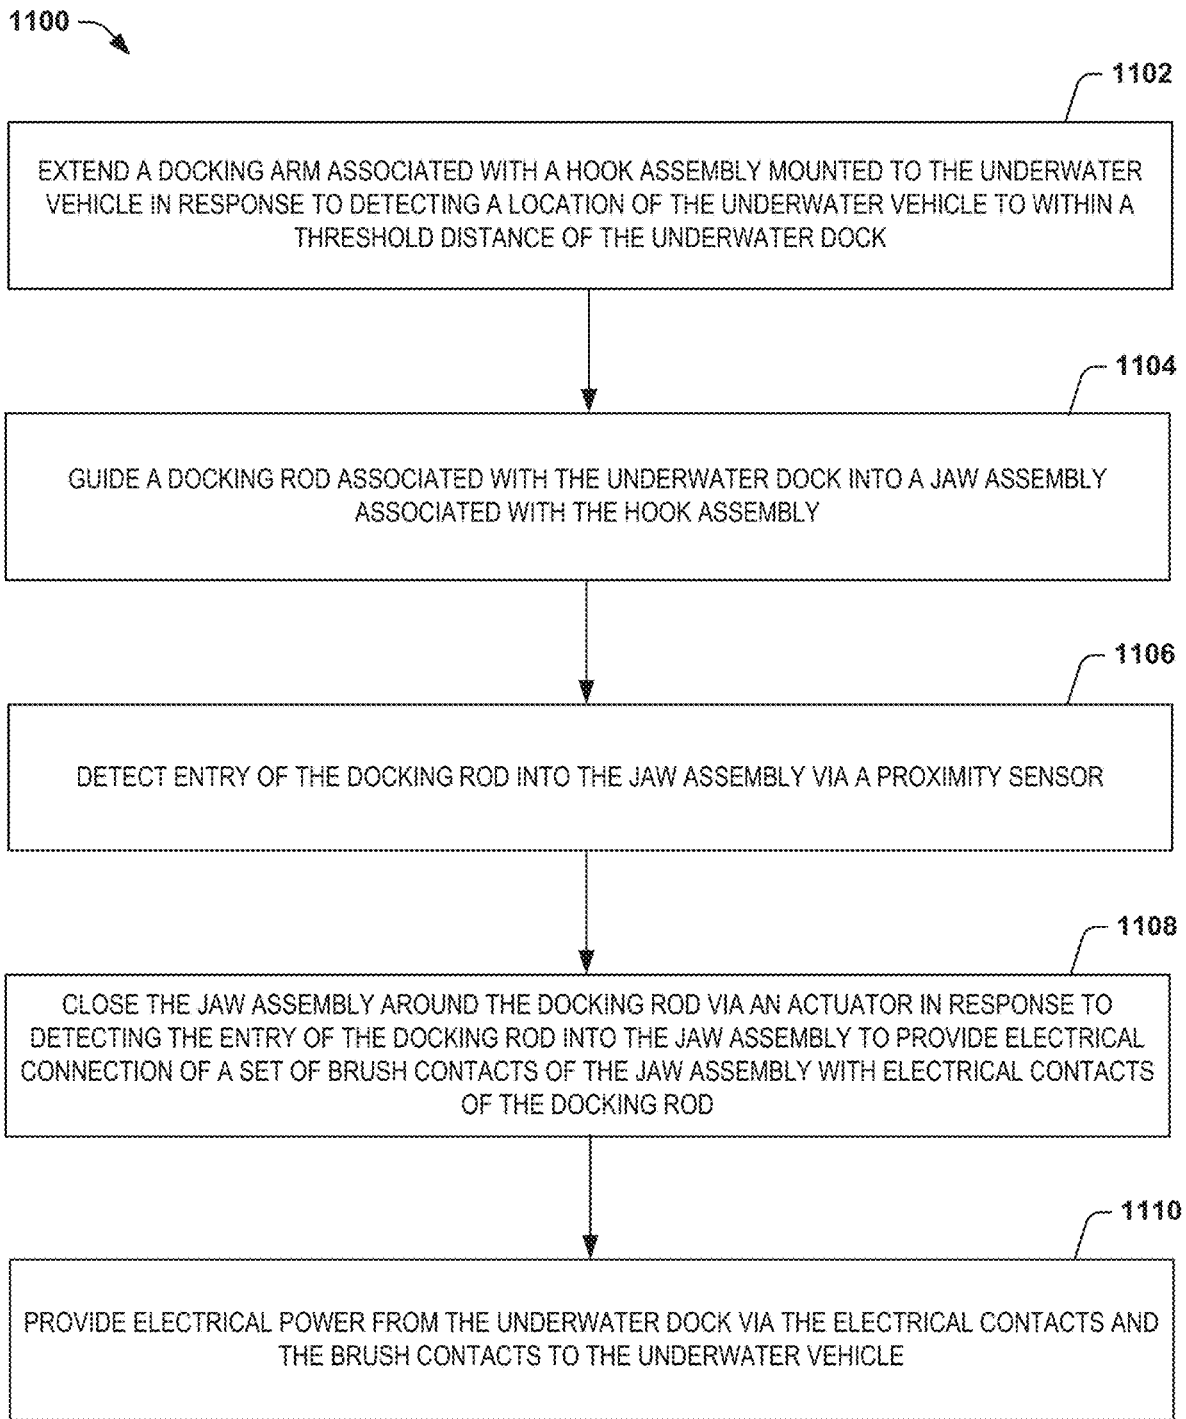 1100
1102
EXTEND A DOCKING ARM ASSOCIATED WITH A HOOK ASSEMBLY MOUNTED TO THE UNDERWATER
VEHICLE IN RESPONSE TO DETECTING A LOCATION OF THE UNDERWATER VEHICLE TO WITHIN A
THRESHOLD DISTANCE OF THE UNDERWATER DOCK
1104
GUIDE A DOCKING ROD ASSOCIATED WITH THE UNDERWATER DOCK INTO A JAW ASSEMBLY
ASSOCIATED WITH THE HOOK ASSEMBLY
1106
DETECT ENTRY OF THE DOCKING ROD INTO THE JAW ASSEMBLY VIA A PROXIMITY SENSOR
1108
CLOSE THE JAW ASSEMBLY AROUND THE DOCKING ROD VIA AN ACTUATOR IN RESPONSE TO
DETECTING THE ENTRY OF THE DOCKING ROD INTO THE JAW ASSEMBLY TO PROVIDE ELECTRICAL
CONNECTION OF A SET OF BRUSH CONTACTS OF THE JAW ASSEMBLY WITH ELECTRICAL CONTACTS
OF THE DOCKING ROD
1110
PROVIDE ELECTRICAL POWER FROM THE UNDERWATER DOCK VIA THE ELECTRICAL CONTACTS AND
THE BRUSH CONTACTS TO THE UNDERWATER VEHICLE